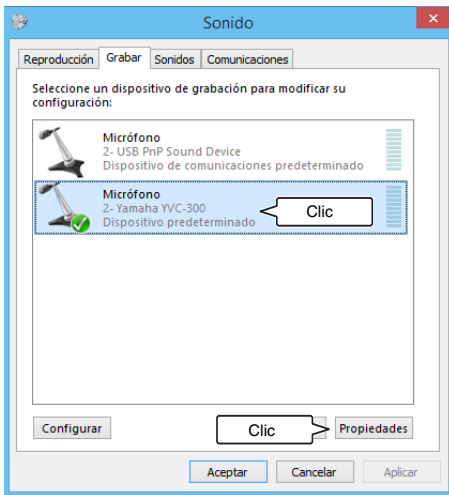 Sonido
Reproducción Grabar Sonidos Comunicaciones
Seleccione un dispositivo de grabación para modificar su
configuración:
Micrófono
2- USB PnP Sound Device
Dispositivo de comunicaciones predeterminado
Micrófono
2- Yamaha YVC-300
Dispositivo predeterminado
Clic
Configurar Clic Propiedades
Aceptar Cancelar Aplicar